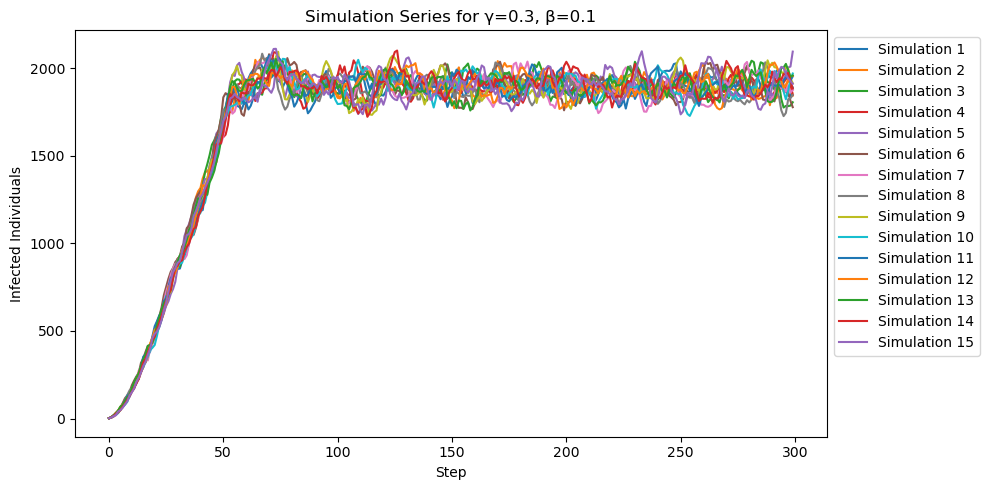 Simulation Series for γ=0.3, β=0.1
Infected Individuals
2000
1500
1000
500
0
0 50 100 150 200 250 300
Step
Simulation 1
Simulation 2
Simulation 3
Simulation 4
Simulation 5
Simulation 6
Simulation 7
Simulation 8
Simulation 9
Simulation 10
Simulation 11
Simulation 12
Simulation 13
Simulation 14
Simulation 15